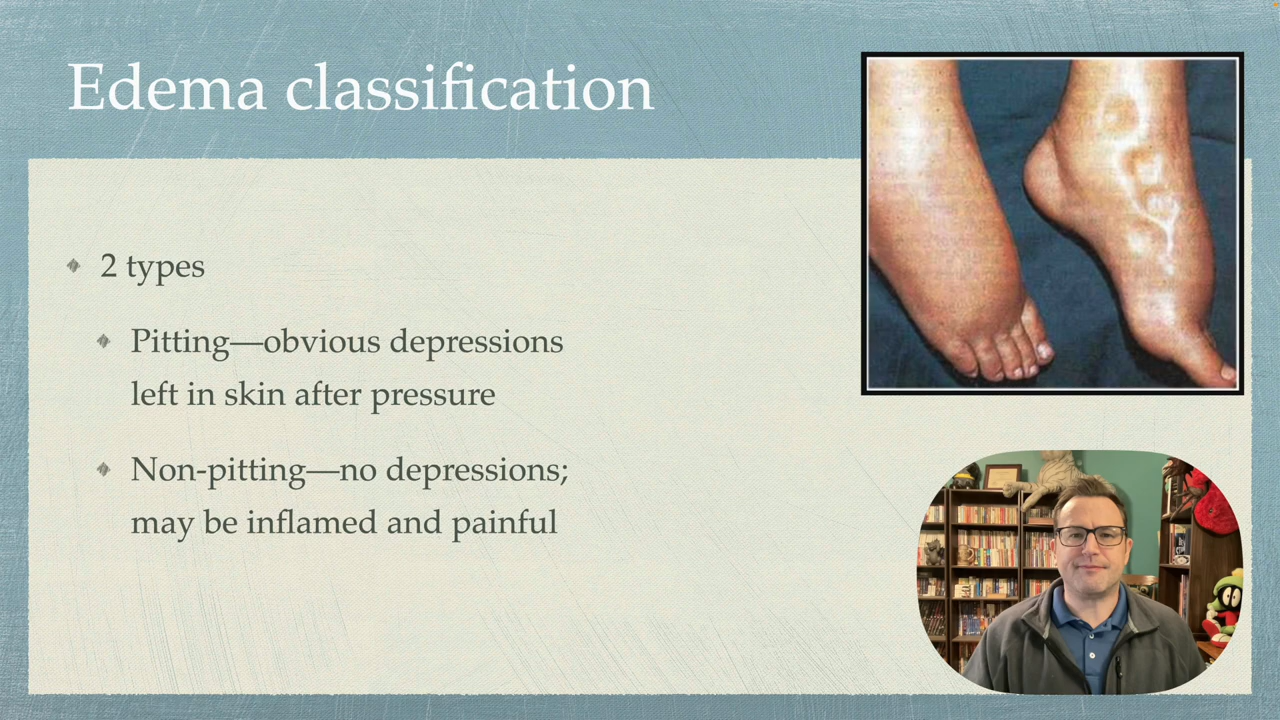 Edema classification
2 types
Pitting—obvious depressions
left in skin after pressure
Non-pitting—no depressions;
may be inflamed and painful